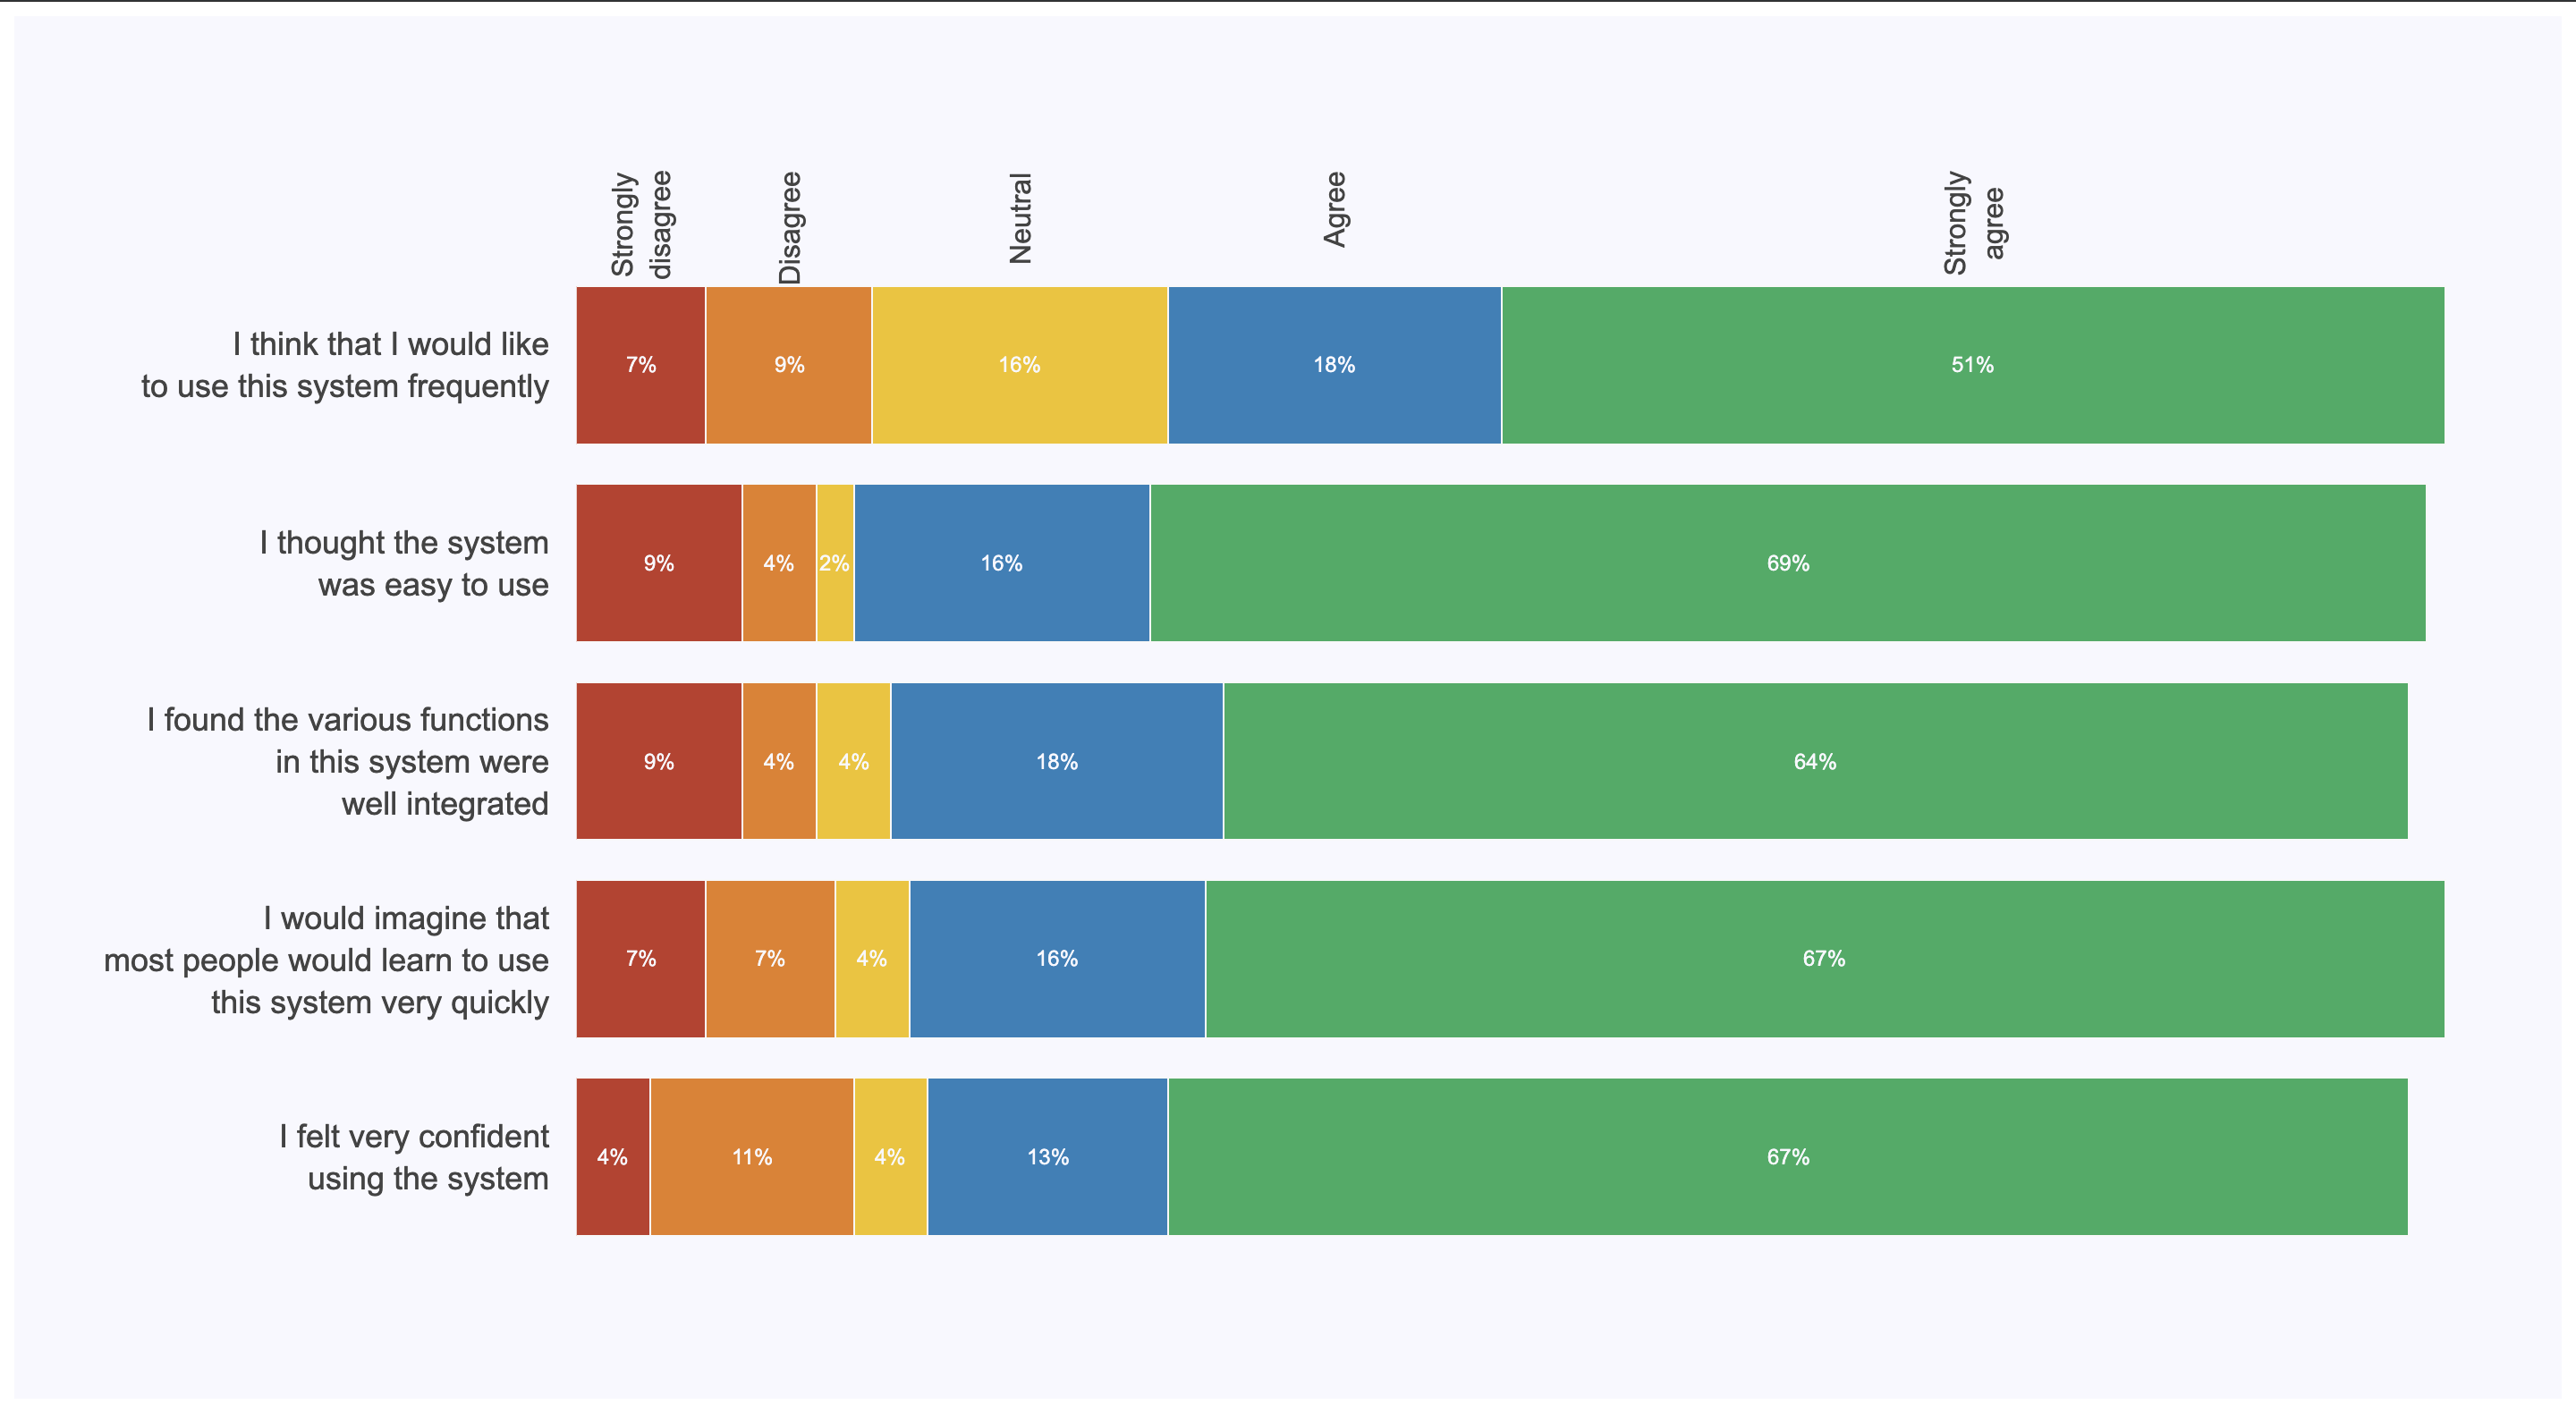 Strongly
disagree
Disagree
Neutral
Agree
Strongly
agree
I think that I would like
to use this system frequently
7% 9% 16% 18% 51%
I thought the system
was easy to use
9% 4% 2% 16% 69%
I found the various functions
in this system were
well integrated
9% 4% 4% 18% 64%
I would imagine that
most people would learn to use
this system very quickly
7% 7% 4% 16% 67%
I felt very confident
using the system
4% 11% 4% 13% 67%